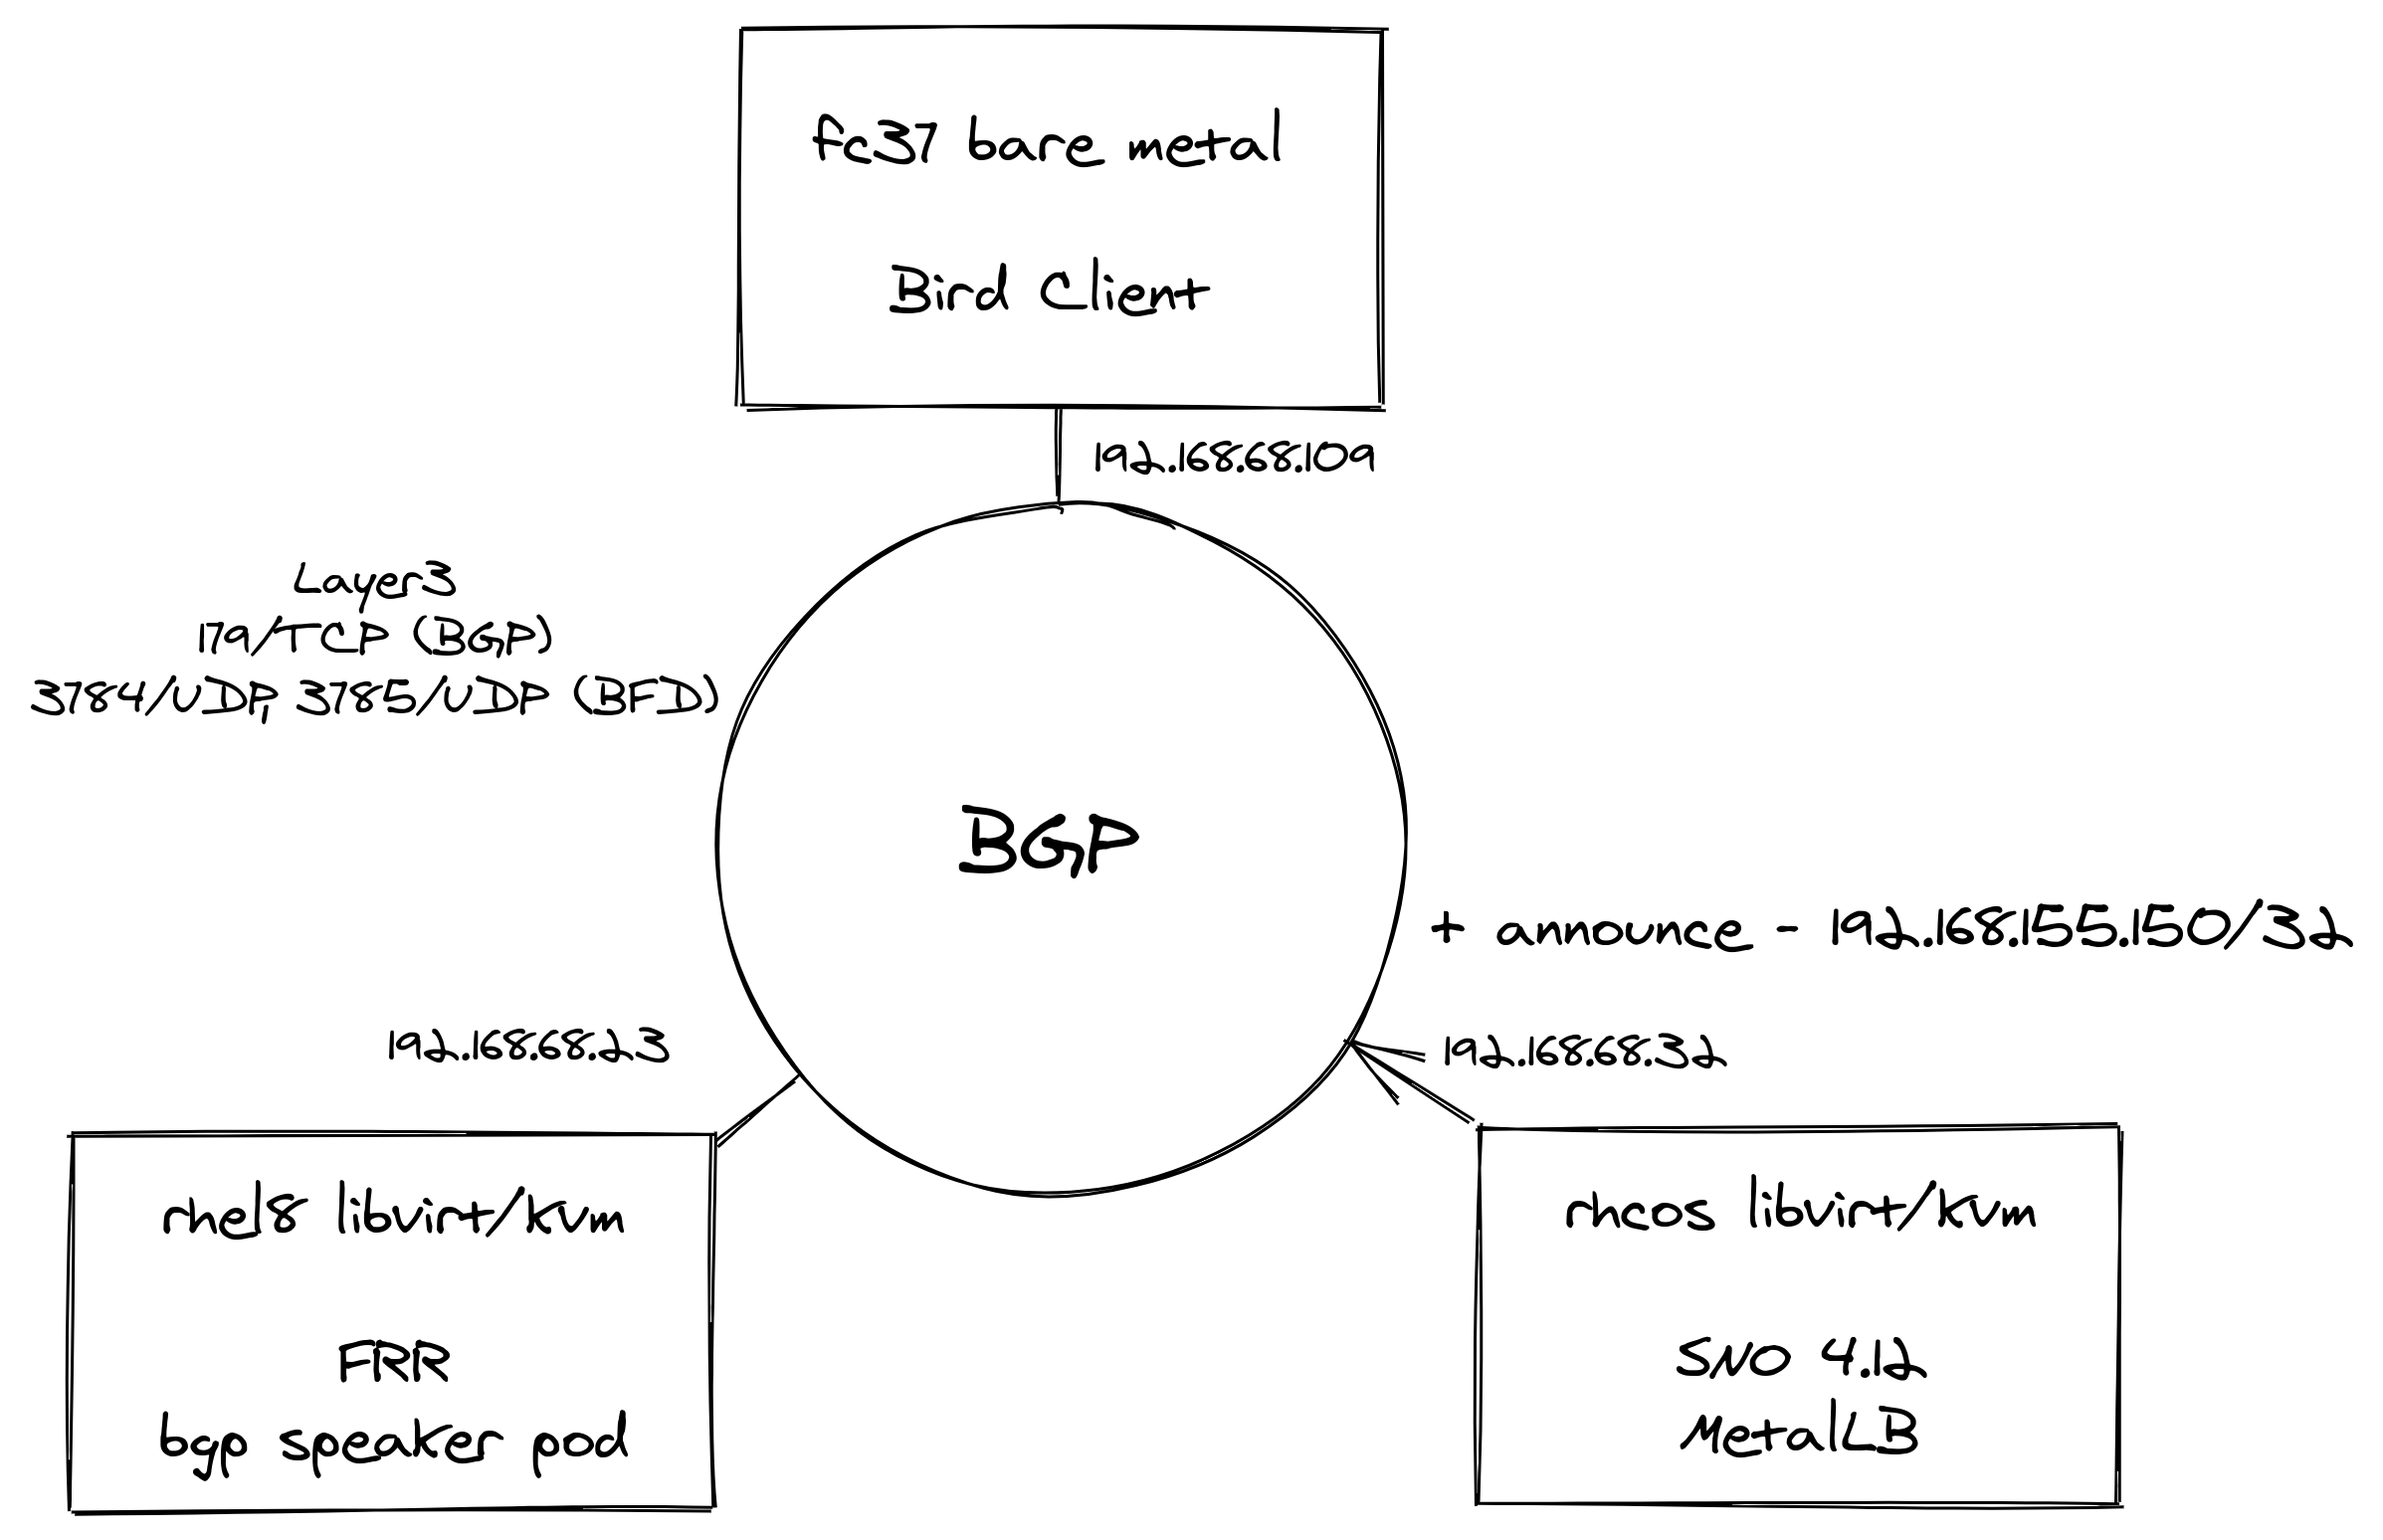 fc37 bare metal
Bird Client
192.168.68.109
Layer3
179/TCP (BGP)
3784/UDP, 3785/UDP (BFD)
BGP
+ announce - 192.168.155.150/32
192.168.68.23
192.168.68.32
rhel8 libvirt/kvm
FRR
bgp speaker pod
rhcos libvirt/kvm
SNO 4.12
MetalLB